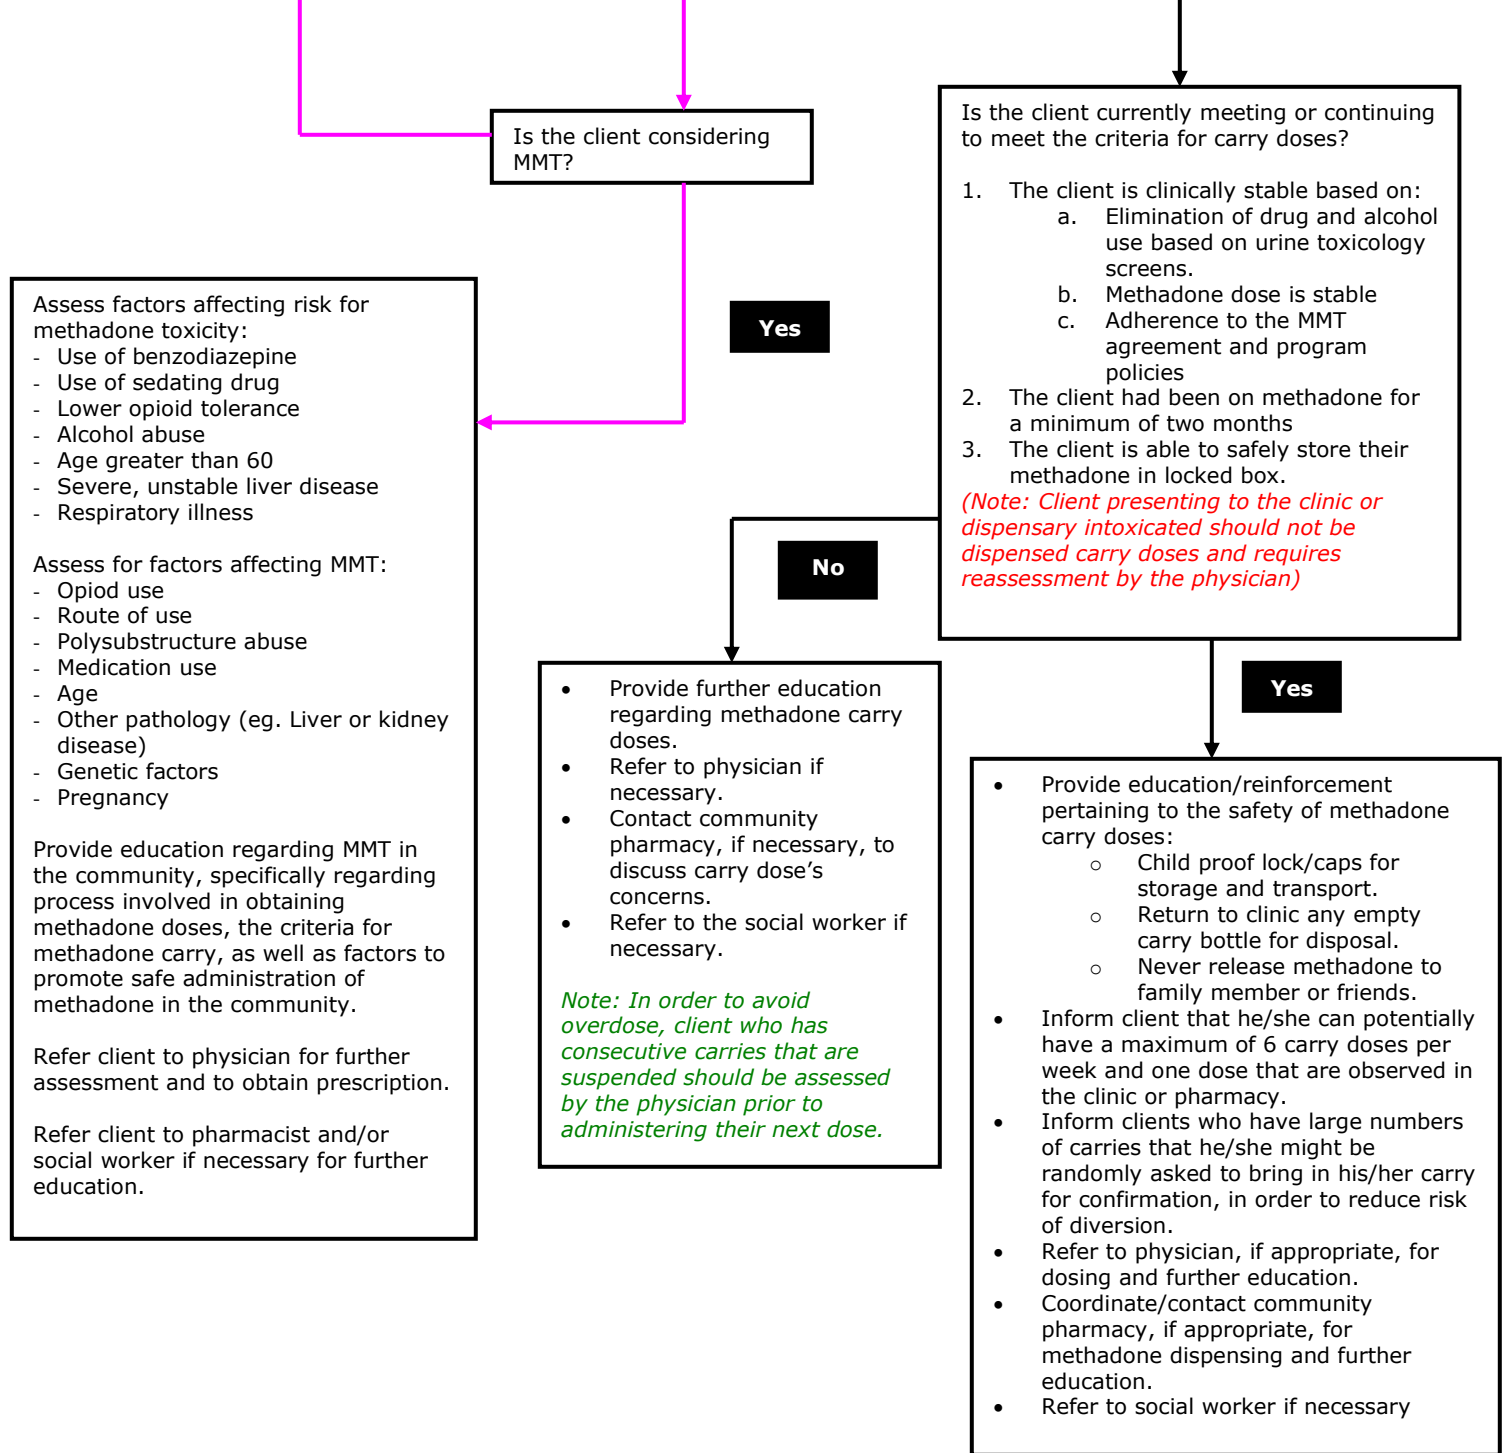 Is the client considering
MMT?
Is the client currently meeting or continuing
to meet the criteria for carry doses?
1. The client is clinically stable based on:
a. Elimination of drug and alcohol
use based on urine toxicology
screens.
b. Methadone dose is stable
c. Adherence to the MMT
agreement and program
policies
2. The client had been on methadone for
a minimum of two months
3. The client is able to safely store their
methadone in locked box.
(Note: Client presenting to the clinic or
dispensary intoxicated should not be
dispensed carry doses and requires
reassessment by the physician)
Yes
Assess factors affecting risk for
methadone toxicity:
- Use of benzodiazepine
- Use of sedating drug
- Lower opioid tolerance
- Alcohol abuse
- Age greater than 60
- Severe, unstable liver disease
- Respiratory illness
Assess for factors affecting MMT:
- Opiod use
- Route of use
- Polysubstructure abuse
- Medication use
- Age
- Other pathology (eg. Liver or kidney
disease)
- Genetic factors
- Pregnancy
Provide education regarding MMT in
the community, specifically regarding
process involved in obtaining
methadone doses, the criteria for
methadone carry, as well as factors to
promote safe administration of
methadone in the community.
Refer client to physician for further
assessment and to obtain prescription.
Refer client to pharmacist and/or
social worker if necessary for further
education.
No
• Provide further education
regarding methadone carry
doses.
• Refer to physician if
necessary.
• Contact community
pharmacy, if necessary, to
discuss carry dose’s
concerns.
• Refer to the social worker if
necessary.
Note: In order to avoid
overdose, client who has
consecutive carries that are
suspended should be assessed
by the physician prior to
administering their next dose.
Yes
• Provide education/reinforcement
pertaining to the safety of methadone
carry doses:
o Child proof lock/caps for
storage and transport.
o Return to clinic any empty
carry bottle for disposal.
o Never release methadone to
family member or friends.
• Inform client that he/she can potentially
have a maximum of 6 carry doses per
week and one dose that are observed in
the clinic or pharmacy.
• Inform clients who have large numbers
of carries that he/she might be
randomly asked to bring in his/her carry
for confirmation, in order to reduce risk
of diversion.
• Refer to physician, if appropriate, for
dosing and further education.
• Coordinate/contact community
pharmacy, if appropriate, for
methadone dispensing and further
education.
• Refer to social worker if necessary